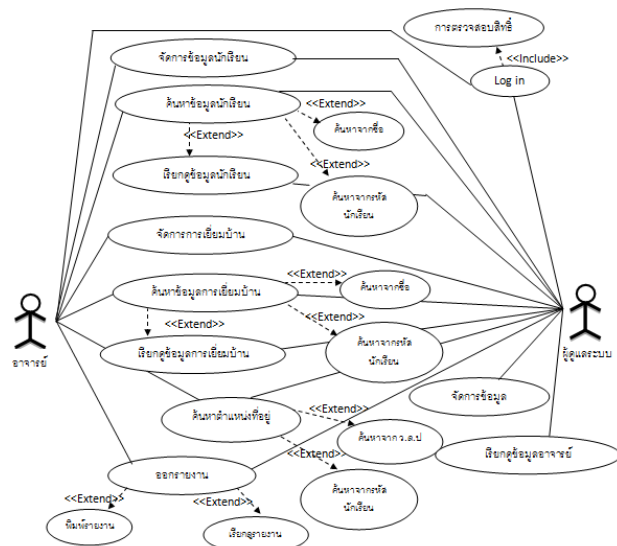 การตรวจสอบสิทธิ์
<<Include>>
Log in
จัดการข้อมูลนักเรียน
ค้นหาข้อมูลนักเรียน
<<Extend>>
ค้นหาจากชื่อ
<<Extend>>
<<Extend>>
เรียกดูข้อมูลนักเรียน
ค้นหาจากรหัส
นักเรียน
จัดการการเยี่ยมบ้าน
ค้นหาข้อมูลการเยี่ยมบ้าน
<<Extend>>
ค้นหาจากชื่อ
<<Extend>>
<<Extend>>
เรียกดูข้อมูลการเยี่ยมบ้าน
ค้นหาจากรหัส
นักเรียน
อาจารย์
ผู้ดูแลระบบ
จัดการข้อมูล
ค้นหาตำแหน่งที่อยู่
<<Extend>>
ค้นหาจาก ว.ด.ป
<<Extend>>
เรียกดูข้อมูลอาจารย์
ออกรายงาน
ค้นหาจากรหัส
นักเรียน
<<Extend>>
<<Extend>>
พิมพ์รายงาน
เรียกดูรายงาน